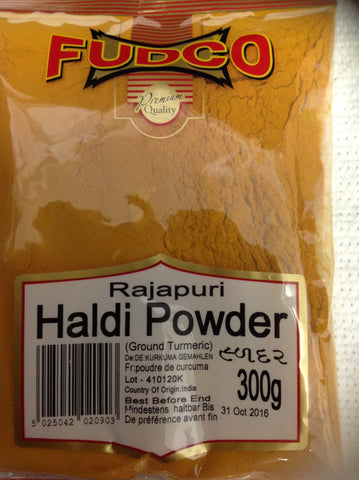 FUDCO
Premium
Quality
Rajapuri
Haldi Powder
(Ground Turmeric)
De.DE:KURKUMA GEMAHLEN
Fr:poudre de curcuma
હળદર
Lot - 410120K
Country Of Origin:India
300g
Best Before End
Mindestens haltbar Bis
31 Oct 2016
De préférence avant fin
5 025042 020903